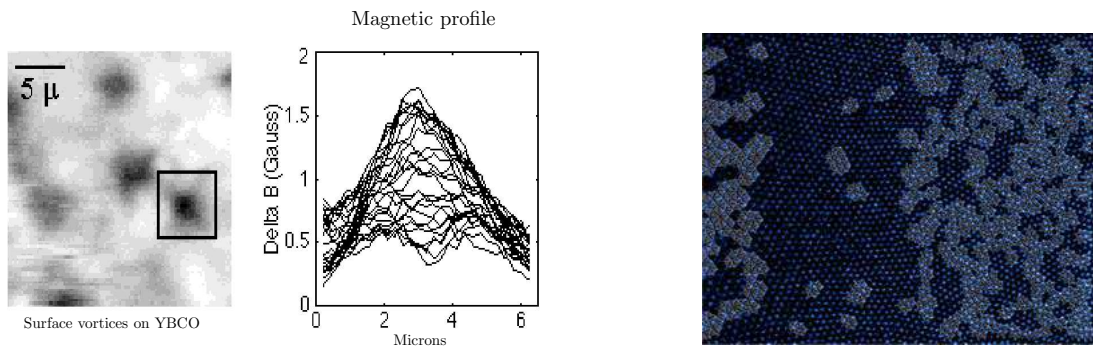 Magnetic profile
5 μ
Surface vortices on YBCO
Delta B (Gauss)
2
1.5
1
0.5
0
0 2 4 6
Microns